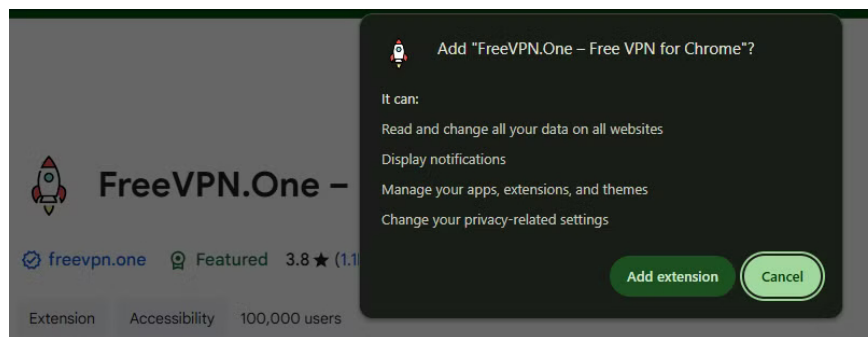 Add "FreeVPN.One – Free VPN for Chrome"?
It can:
Read and change all your data on all websites
Display notifications
Manage your apps, extensions, and themes
Change your privacy-related settings
Add extension Cancel
FreeVPN.One –
freevpn.one Featured 3.8 ★ (1.1
Extension Accessibility 100,000 users